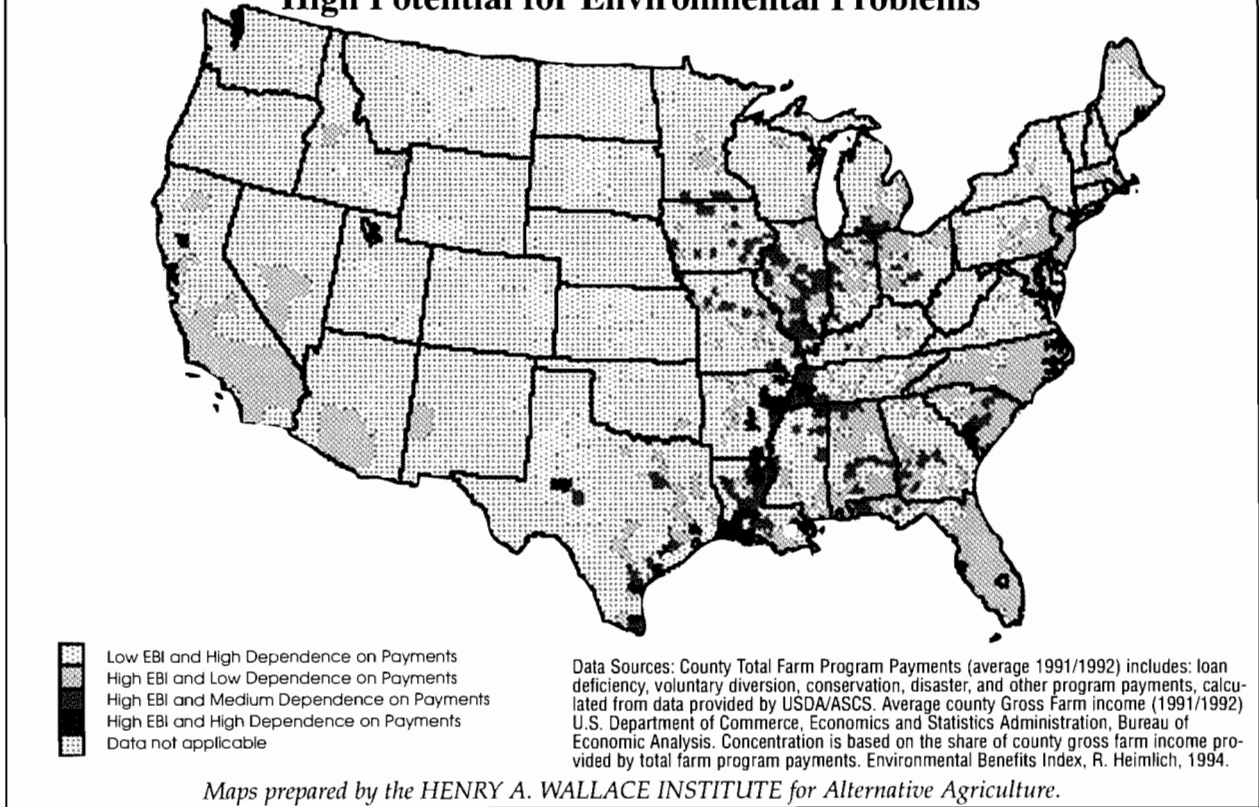 High Potential for Environmental Problems
Low EBI and High Dependence on Payments
High EBI and Low Dependence on Payments
High EBI and Medium Dependence on Payments
High EBI and High Dependence on Payments
Data not applicable
Data Sources: County Total Farm Program Payments (average 1991/1992) includes: loan
deficiency, voluntary diversion, conservation, disaster, and other program payments, calcu-
lated from data provided by USDA/ASCS. Average county Gross Farm income (1991/1992)
U.S. Department of Commerce, Economics and Statistics Administration, Bureau of
Economic Analysis. Concentration is based on the share of county gross farm income pro-
vided by total farm program payments. Environmental Benefits Index, R. Heimlich, 1994.
Maps prepared by the HENRY A. WALLACE INSTITUTE for Alternative Agriculture.